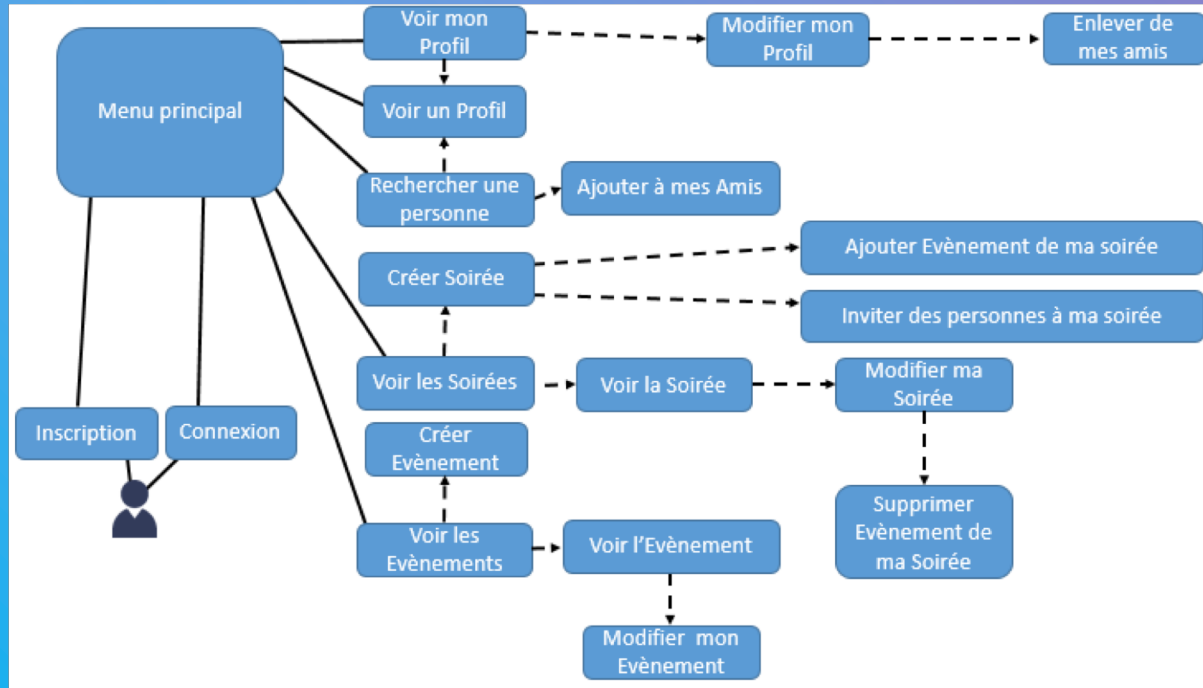 Voir mon
Profil
Modifier mon
Profil
Enlever de
mes amis
Menu principal
Voir un Profil
Rechercher une
personne
Ajouter à mes Amis
Ajouter Evènement de ma soirée
Créer Soirée
Inviter des personnes à ma soirée
Voir les Soirées
Voir la Soirée
Modifier ma
Soirée
Inscription
Connexion
Créer
Evènement
Supprimer
Evènement de
ma Soirée
Voir les
Evènements
Voir l'Evènement
Modifier mon
Evènement